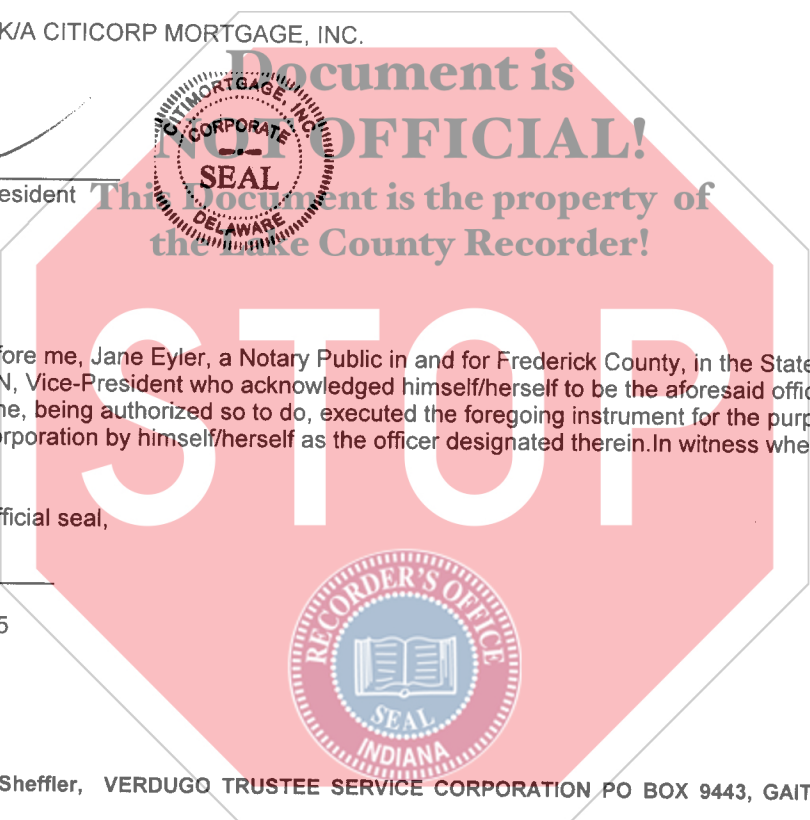 K/A CITICORP MORTGAGE, INC.
Document is
CITIMORTGAGE, INC.
CORPORATE
NOT OFFICIAL!
SEAL
esident
This Document is the property of
DELAWARE
the Lake County Recorder!
STOP
fore me, Jane Eyler, a Notary Public in and for Frederick County, in the State
N, Vice-President who acknowledged himself/herself to be the aforesaid offic
he, being authorized so to do, executed the foregoing instrument for the purp
orporation by himself/herself as the officer designated therein.In witness whe
fficial seal,
RECORDER'S OFFICE
5
SEAL
INDIANA
Sheffler, VERDUGO TRUSTEE SERVICE CORPORATION PO BOX 9443, GAIT